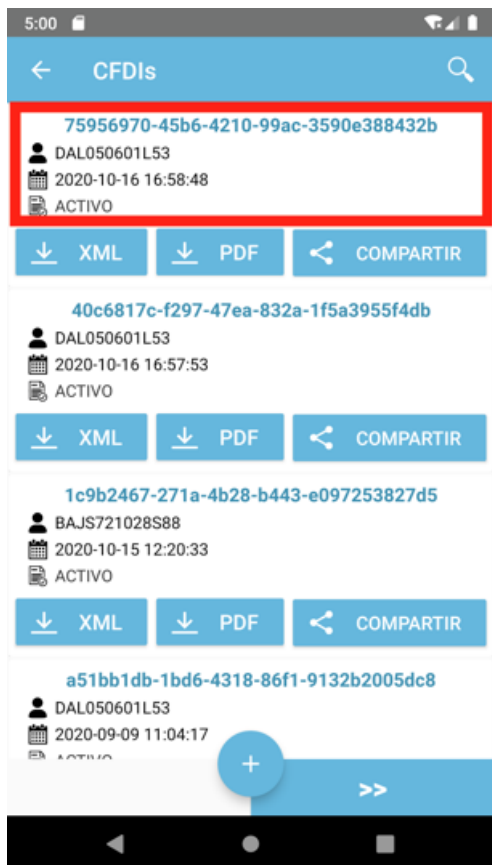 5:00
CFDIs
75956970-45b6-4210-99ac-3590e388432b
DAL050601L53
2020-10-16 16:58:48
ACTIVO
XML PDF COMPARTIR
40c6817c-f297-47ea-832a-1f5a3955f4db
DAL050601L53
2020-10-16 16:57:53
ACTIVO
XML PDF COMPARTIR
1c9b2467-271a-4b28-b443-e097253827d5
BAJS721028S88
2020-10-15 12:20:33
ACTIVO
XML PDF COMPARTIR
a51bb1db-1bd6-4318-86f1-9132b2005dc8
DAL050601L53
2020-09-09 11:04:17
+
>>